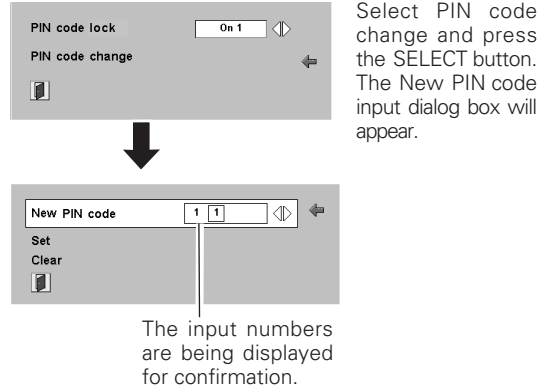 PIN code lock On 1
PIN code change
Select PIN code
change and press
the SELECT button.
The New PIN code
input dialog box will
appear.
New PIN code 1 1
Set
Clear
The input numbers
are being displayed
for confirmation.